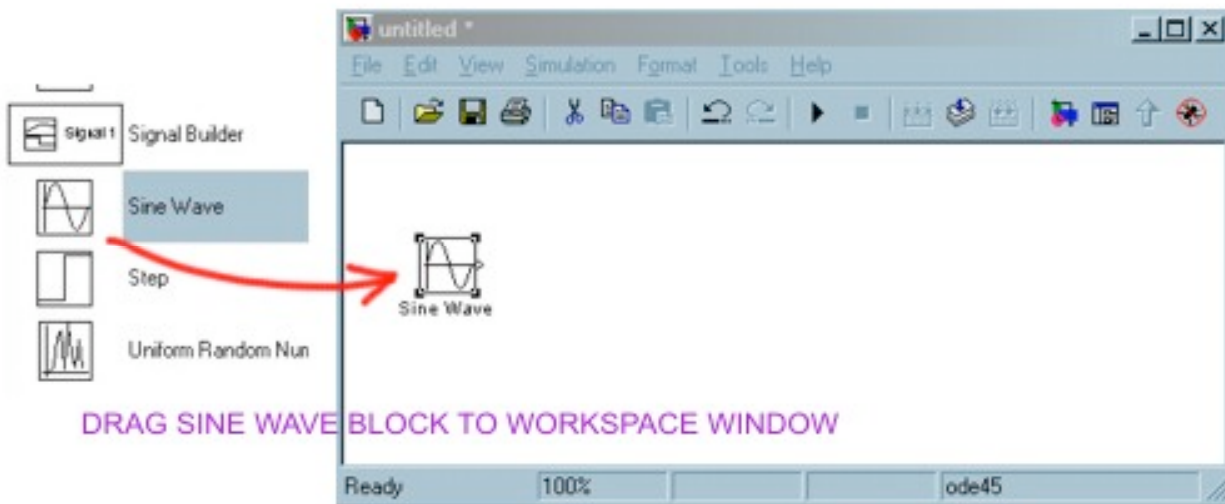 untitled *
File Edit View Simulation Format Tools Help
Signal 1 Signal Builder
Sine Wave
Step
Sine Wave
Uniform Random Nun
DRAG SINE WAVE BLOCK TO WORKSPACE WINDOW
Ready 100% ode45